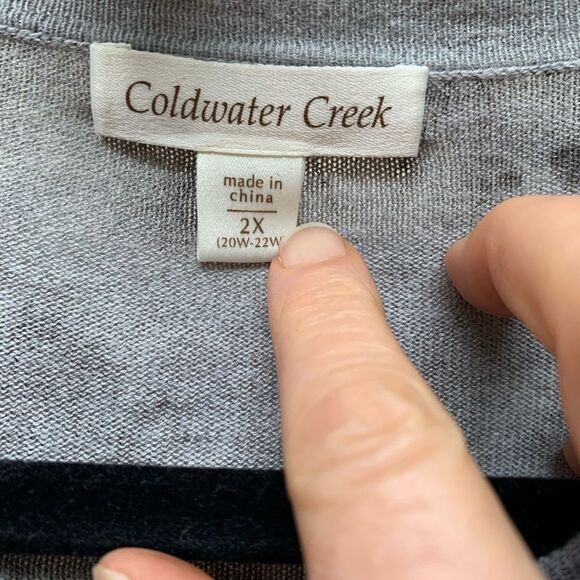 Coldwater Creek
made in
china
2X
(20W-22W